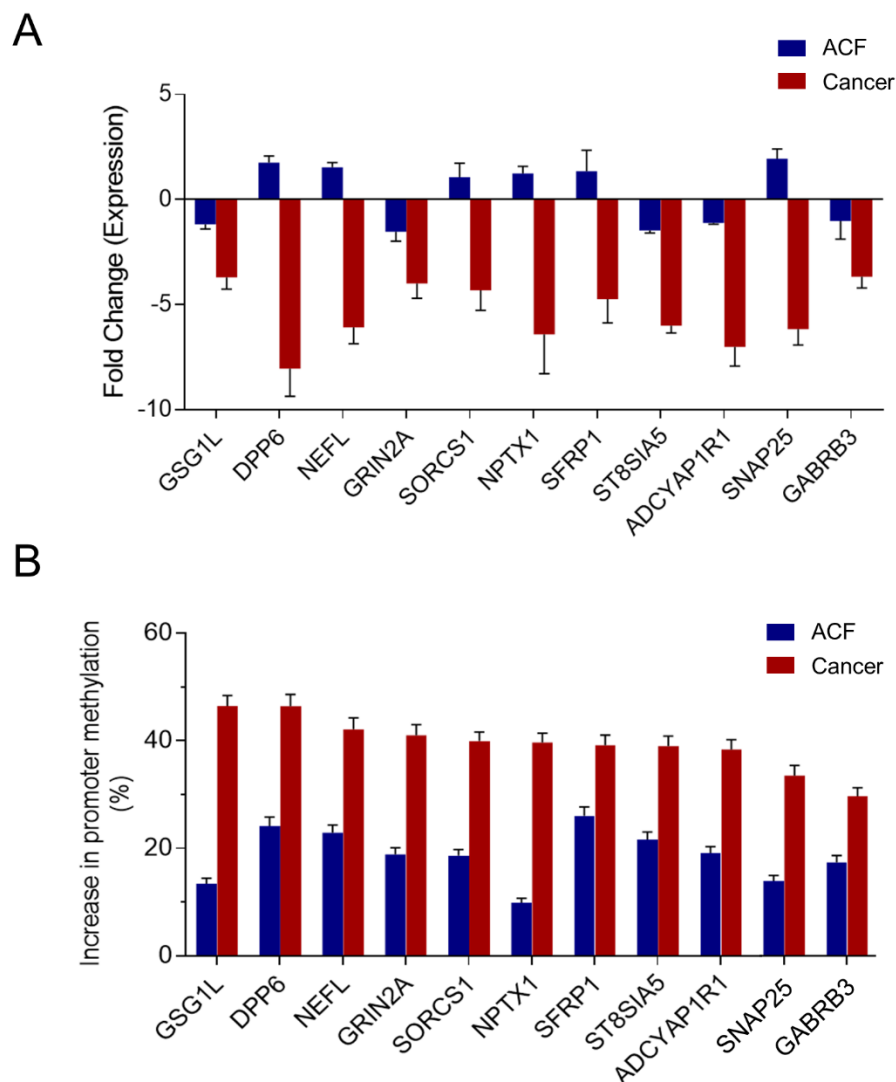 A
ACF
Cancer
Fold Change (Expression)
5
0
-5
-10
GSG1L
DPP6
NEFL
GRIN2A
SORCS1
NPTX1
SFRP1
ST8SIA5
ADCYAP1R1
SNAP25
GABRB3
B
ACF
Cancer
Increase in promoter methylation
(%)
60
40
20
0
GSG1L
DPP6
NEFL
GRIN2A
SORCS1
NPTX1
SFRP1
ST8SIA5
ADCYAP1R1
SNAP25
GABRB3